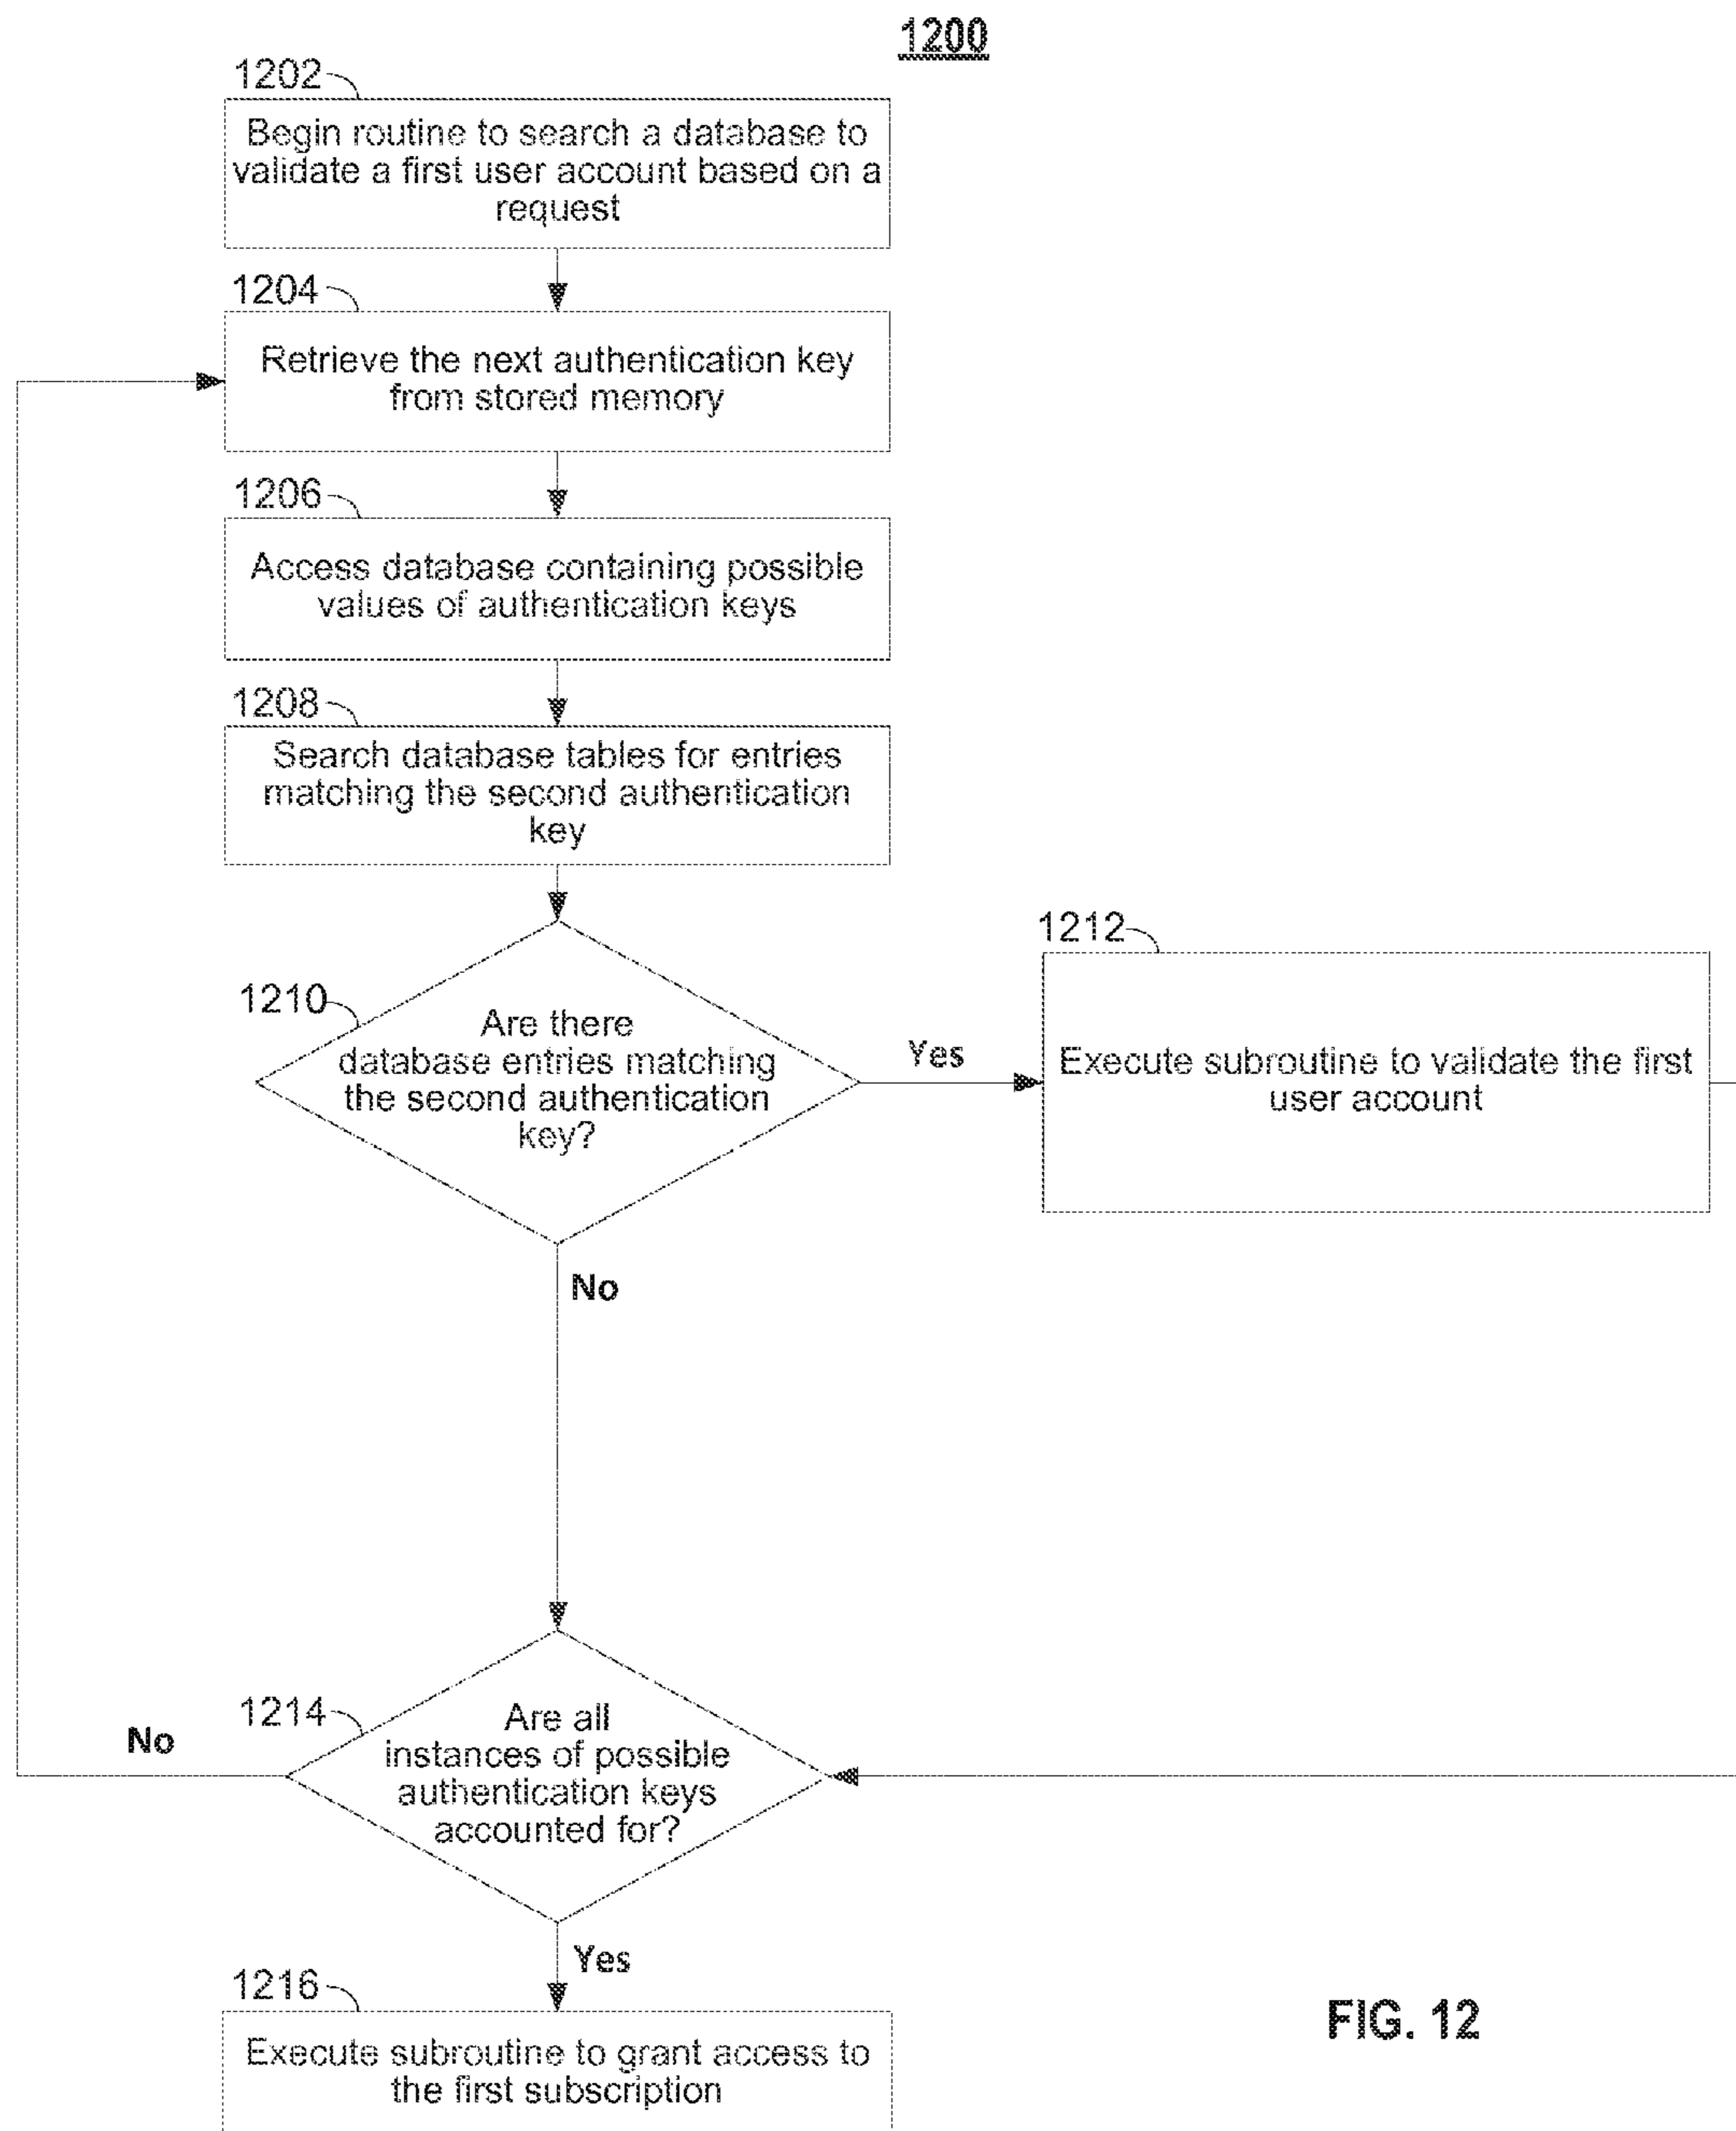 1200
1202
Begin routine to search a database to
validate a first user account based on a
request
1204
Retrieve the next authentication key
from stored memory
1206
Access database containing possible
values of authentication keys
1208
Search database tables for entries
matching the second authentication
key
1210
Are there
database entries matching
the second authentication
key?
Yes
1212
Execute subroutine to validate the first
user account
No
1214
Are all
instances of possible
authentication keys
accounted for?
No
Yes
1216
Execute subroutine to grant access to
the first subscription
FIG. 12